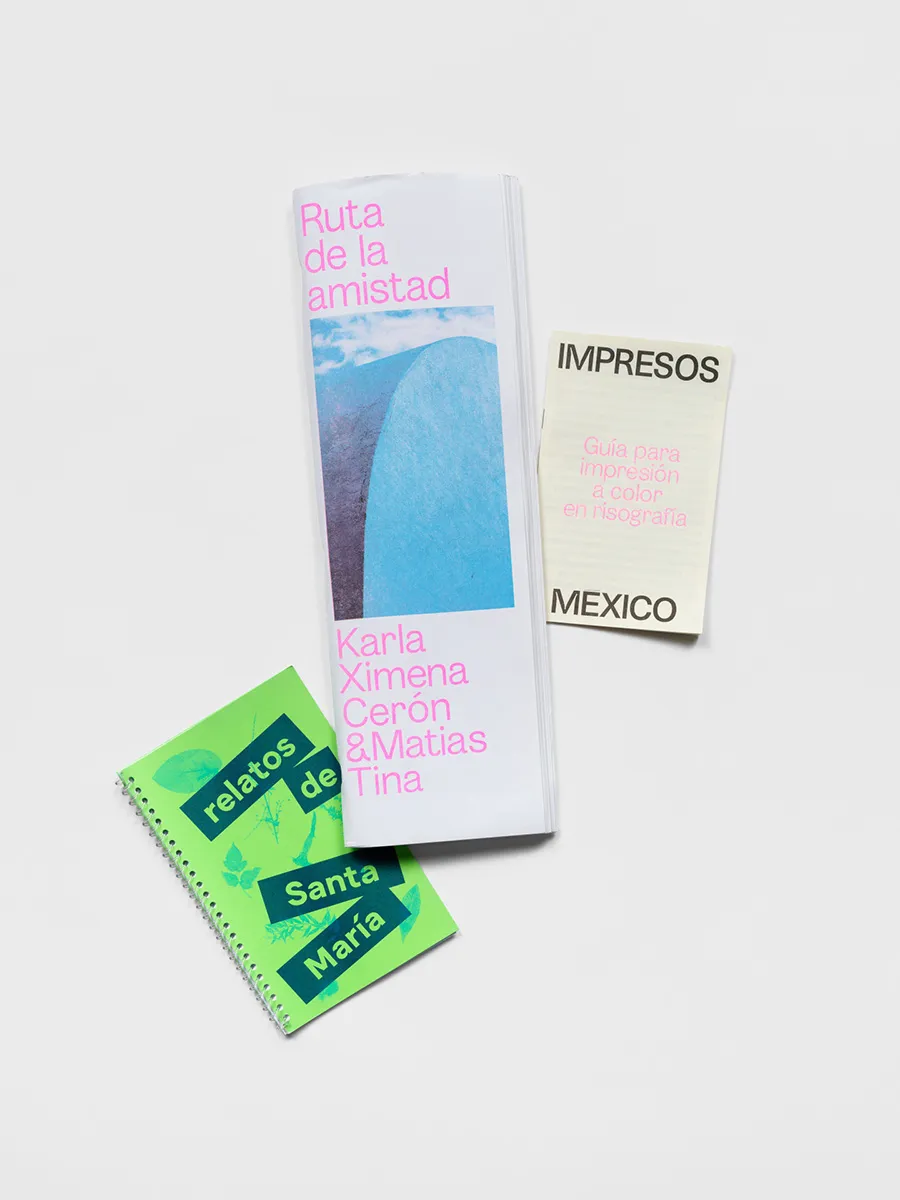 Ruta
de la
amistad
Karla
Ximena
Cerón
&Matias
Tina
IMPRESOS
Guía para
impresión
a color
en risografía
MEXICO
relatos
de
Santa
María